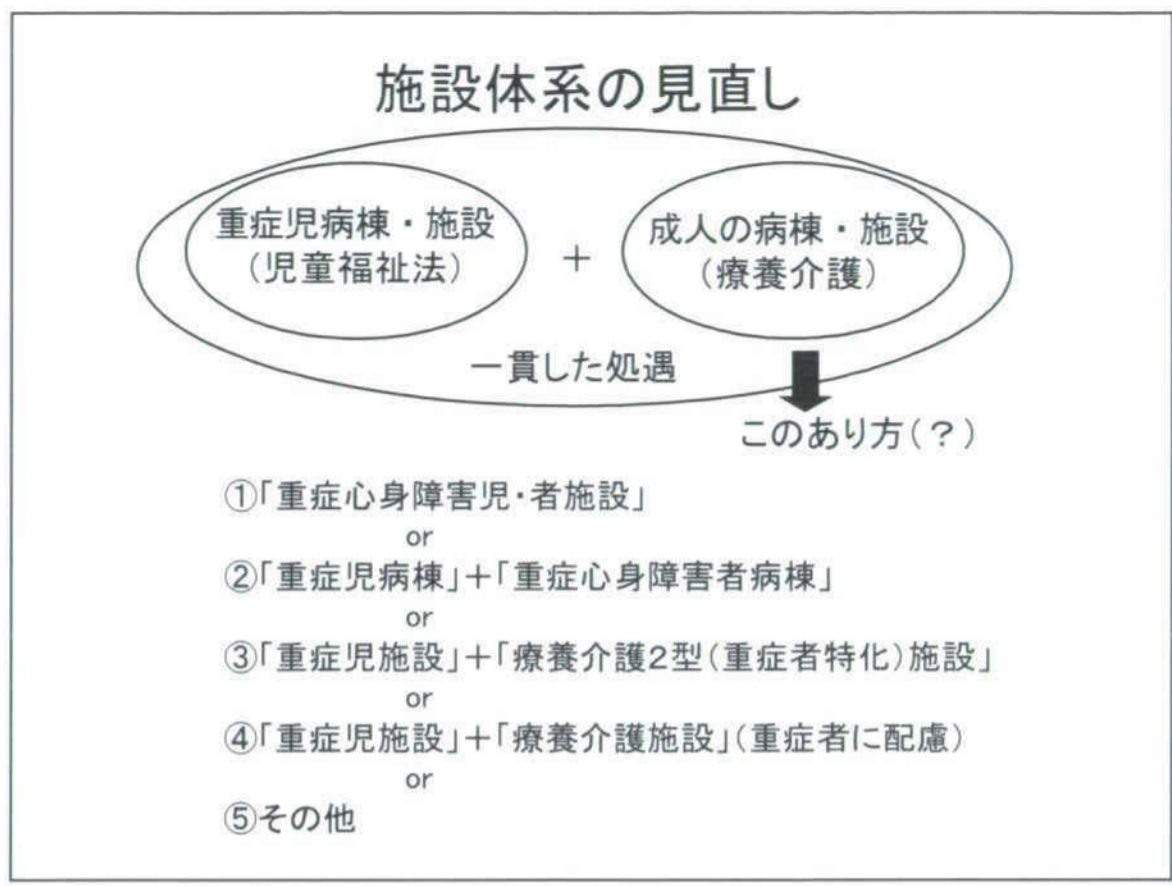 施設体系の見直し
重症児病棟・施設
(児童福祉法)
+
成人の病棟・施設
(療養介護)
一貫した処遇
このあり方(?)
①「重症心身障害児・者施設」
or
②「重症児病棟」+「重症心身障害者病棟」
or
③「重症児施設」+「療養介護2型(重症者特化)施設」
or
④「重症児施設」+「療養介護施設」(重症者に配慮)
or
⑤その他